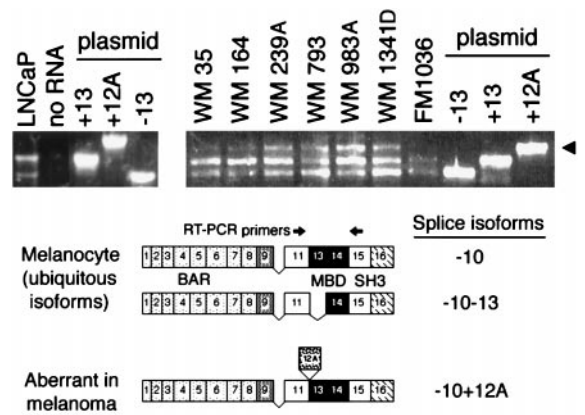 plasmid
LNCaP
no RNA
+13
+12A
-13
WM 35
WM 164
WM 239A
WM 793
WM 983A
WM 1341D
FM1036
plasmid
-13
+13
+12A
RT-PCR primers
Splice isoforms
Melanocyte
(ubiquitous
isoforms)
1 2 3 4 5 6 7 8 9 11 13 14 15 16
-10
BAR
MBD
SH3
1 2 3 4 5 6 7 8 9 11 14 15 16
-10-13
12A
Aberrant in
melanoma
1 2 3 4 5 6 7 8 9 11 13 14 15 16
-10+12A